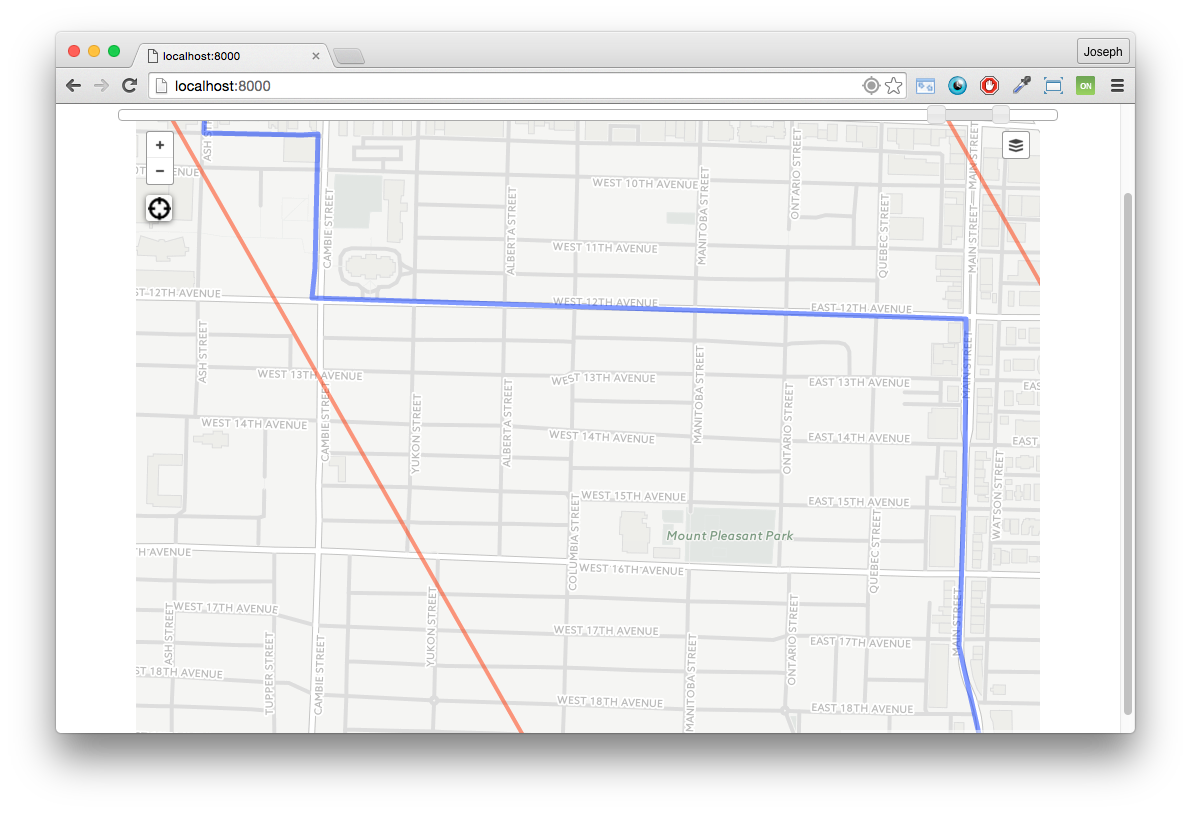 localhost:8000
Joseph
localhost:8000
ON
+
−
ASH ST
CAMBIE STREET
ALBERTA STREET
WEST 10TH AVENUE
MANITOBA STREET
ONTARIO STREET
QUEBEC STREET
MAIN STREET
MAIN STREET
WEST 11TH AVENUE
ST 12TH AVENUE
WEST 12TH AVENUE
EAST 12TH AVENUE
ASH STREET
WEST 13TH AVENUE
WEST 13TH AVENUE
EAST 13TH AVENUE
EAS
MAIN STREET
CAMBIE STREET
YUKON STREET
ALBERTA STREET
MANITOBA STREET
ONTARIO STREET
WEST 14TH AVENUE
WEST 14TH AVENUE
EAST 14TH AVENUE
EAST
WEST 15TH AVENUE
EAST 15TH AVENUE
WATSON STREET
COLUMBIA STREET
Mount Pleasant Park
QUEBEC STREET
TH AVENUE
WEST 16TH AVENUE
WEST 17TH AVENUE
ASH STREET
TUPPER STREET
CAMBIE STREET
YUKON STREET
WEST 17TH AVENUE
MANITOBA STREET
ONTARIO STREET
EAST 17TH AVENUE
MAIN STREET
ST 18TH AVENUE
WEST 18TH AVENUE
EAST 18TH AVENUE